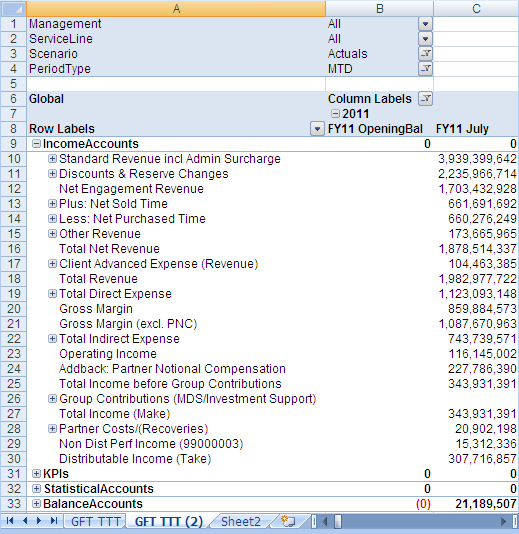 A B C
1 Management All
2 ServiceLine All
3 Scenario Actuals
4 PeriodType MTD
5
6 Global Column Labels
7 2011
8 Row Labels FY11 OpeningBal FY11 July
9 IncomeAccounts 0 0
10 Standard Revenue incl Admin Surcharge 3,939,399,642
11 Discounts & Reserve Changes 2,235,966,714
12 Net Engagement Revenue 1,703,432,928
13 Plus: Net Sold Time 661,691,692
14 Less: Net Purchased Time 660,276,249
15 Other Revenue 173,665,965
16 Total Net Revenue 1,878,514,337
17 Client Advanced Expense (Revenue) 104,463,385
18 Total Revenue 1,982,977,722
19 Total Direct Expense 1,123,093,148
20 Gross Margin 859,884,573
21 Gross Margin (excl. PNC) 1,087,670,963
22 Total Indirect Expense 743,739,571
23 Operating Income 116,145,002
24 Addback: Partner Notional Compensation 227,786,390
25 Total Income before Group Contributions 343,931,391
26 Group Contributions (MDS/Investment Support)
27 Total Income (Make) 343,931,391
28 Partner Costs/(Recoveries) 20,902,198
29 Non Dist Perf Income (99000003) 15,312,336
30 Distributable Income (Take) 307,716,857
31 KPIs 0 0
32 StatisticalAccounts 0 0
33 BalanceAccounts (0) 21,189,507
GFT TTT GFT TTT (2) Sheet2